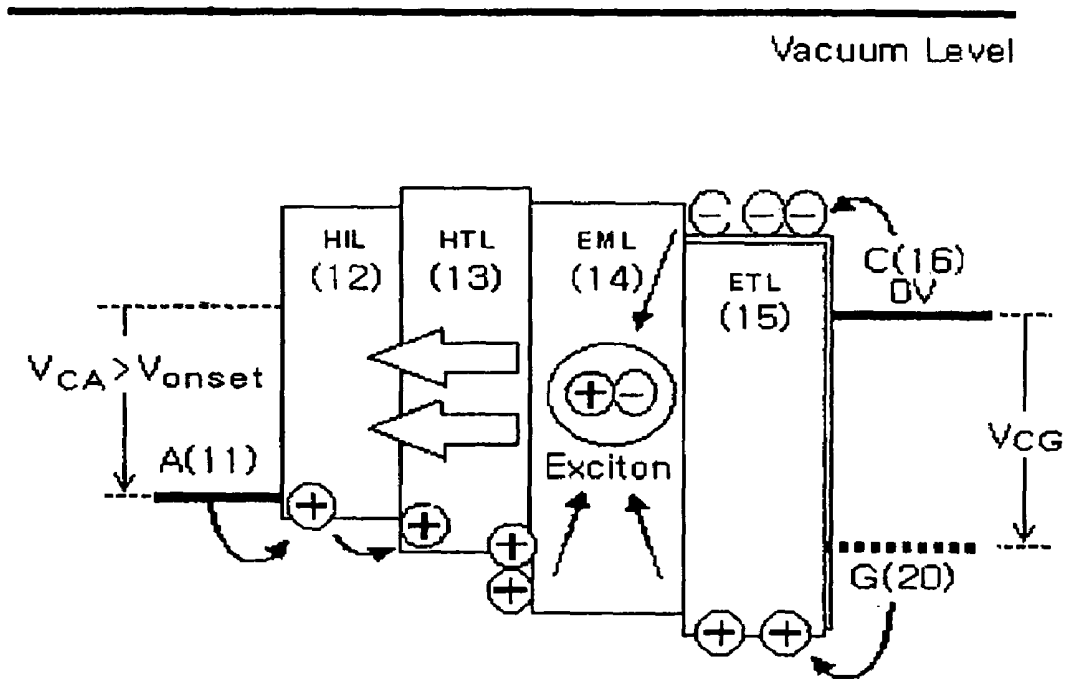 Vacuum Level
HIL
(12)
HTL
(13)
EML
(14)
ETL
(15)
C(16)
0V
VCA > Vonset
A(11)
+
-
Exciton
VCG
G(20)